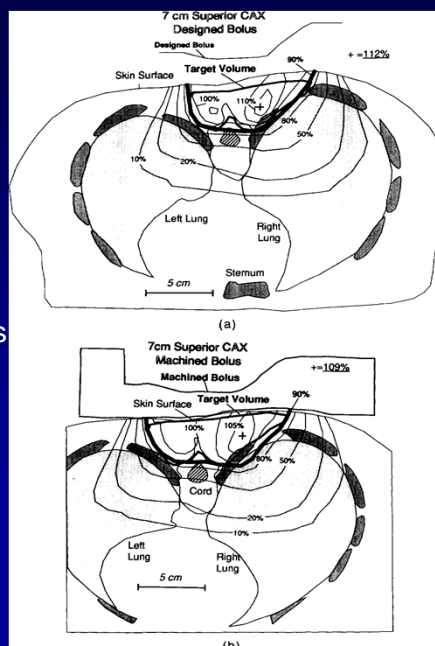 7 cm Superior CAX
Designed Bolus
Designed Bolus
90%
+ =112%
Target Volume
Skin Surface
100%
110%
+
80%
50%
10%
20%
Left Lung
Right
Lung
Sternum
5 cm
(a)
s
7cm Superior CAX
Machined Bolus
Machined Bolus
+=109%
Target Volume
90%
Skin Surface
100%
105%
+
80%
50%
Cord
20%
10%
Left
Lung
Right
Lung
5 cm
(b)